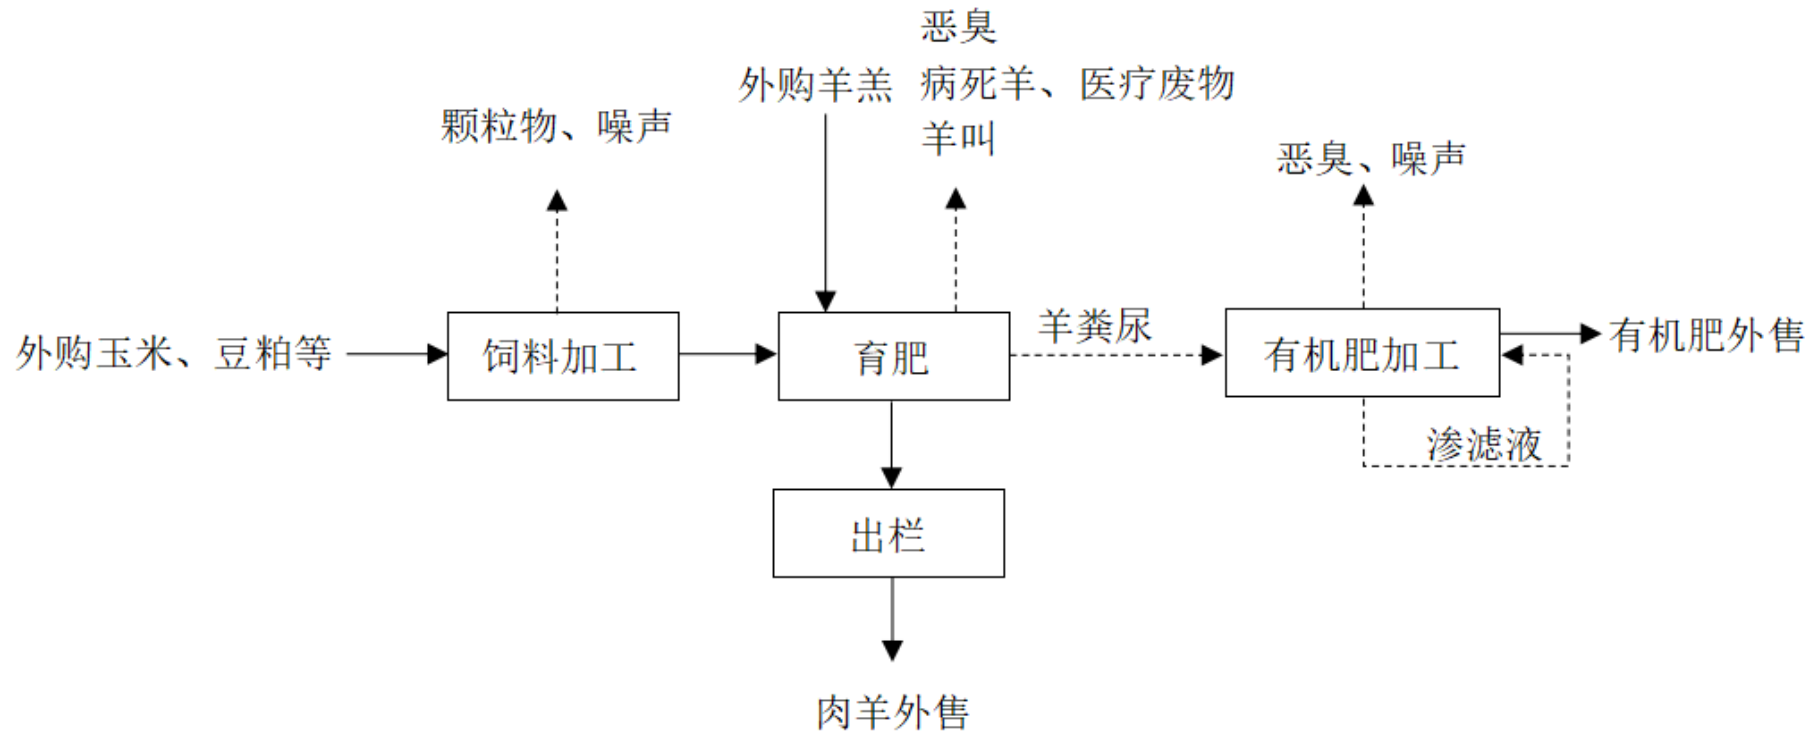 恶臭
外购羊羔
病死羊、医疗废物
羊叫
颗粒物、噪声
恶臭、噪声
外购玉米、豆粕等
饲料加工
育肥
羊粪尿
有机肥加工
有机肥外售
渗滤液
出栏
肉羊外售